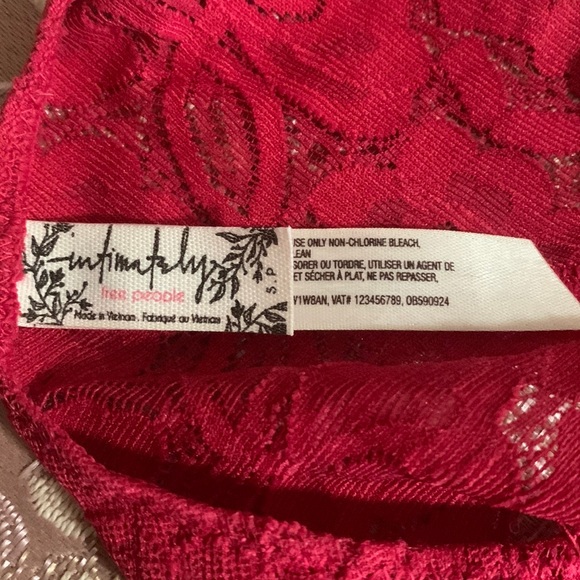 intimately
free people
Made in Vietnam . Fabriqué au Vietnam
S.P
USE ONLY NON-CHLORINE BLEACH,
LEAN
SORER OU TORDRE, UTILISER UN AGENT DE
ET SÉCHER À PLAT, NE PAS REPASSER,
V1W8AN, VAT# 123456789, OBS90924